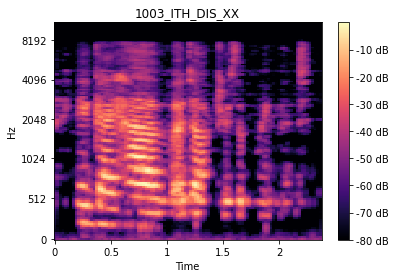 1003_ITH_DIS_XX
8192
4096
2048
1024
512
0
Hz
0
0.5
1
1.5
2
Time
-10 dB
-20 dB
-30 dB
-40 dB
-50 dB
-60 dB
-70 dB
-80 dB